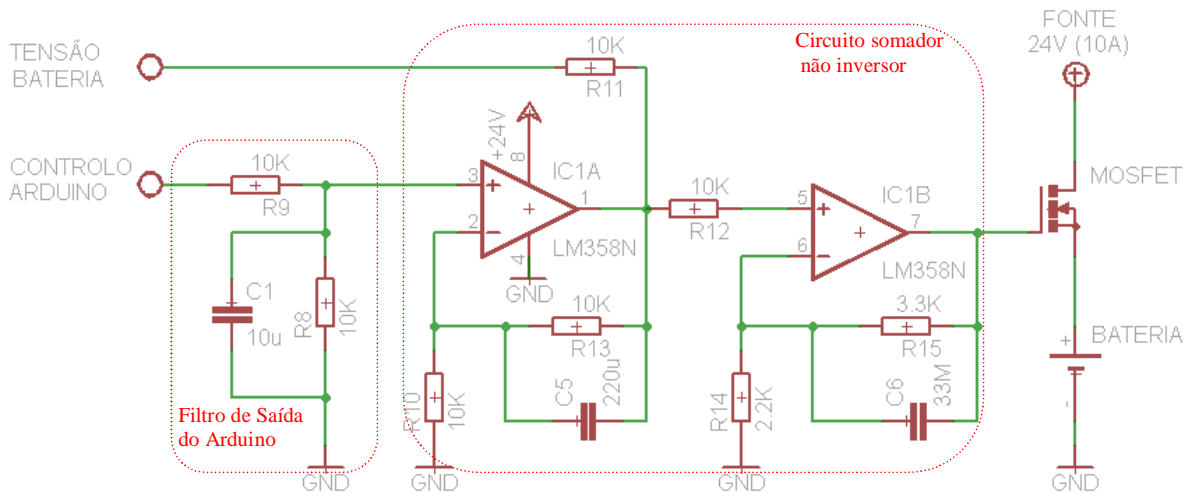 TENSÃO
BATERIA
10K
R11
Circuito somador
não inversor
FONTE
24V (10A)
CONTROLO
ARDUINO
10K
R9
+24V
8
3
2
1
4
IC1A
LM358N
GND
10K
R12
5
6
7
IC1B
LM358N
MOSFET
C1
10u
R8
10K
10K
R13
C5
220u
R10
10K
3.3K
R15
C6
33M
R14
2.2K
+
BATERIA
-
Filtro de Saída
do Arduino
GND
GND
GND
GND